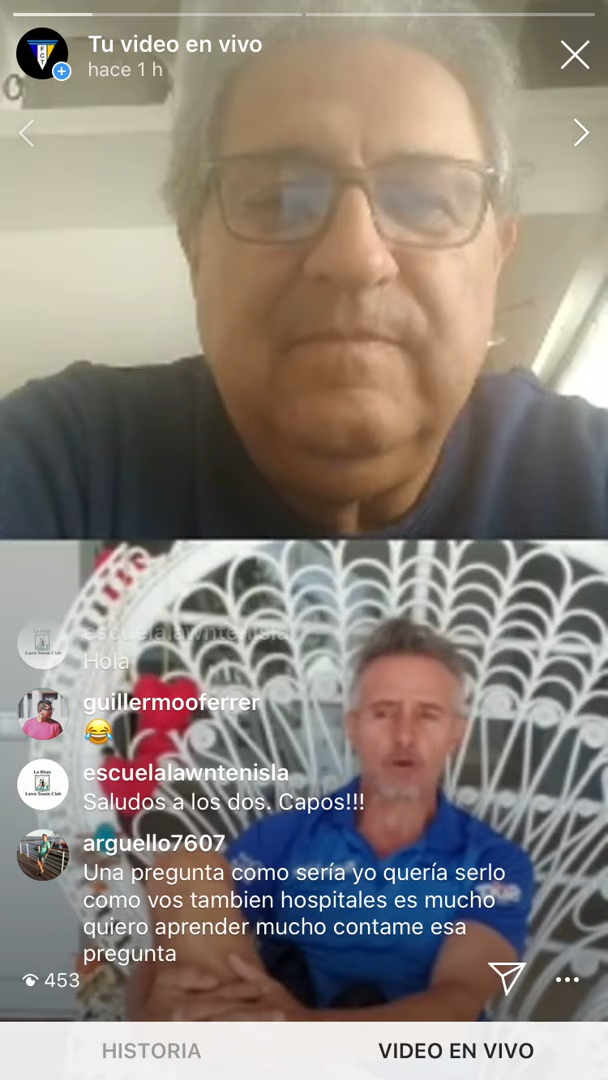 Tu video en vivo
hace 1 h
escuelalawntenisla
Hola
guillermooferrer
😂
escuelalawntenisla
Saludos a los dos. Capos!!!
arguello7607
Una pregunta como sería yo quería serlo
como vos tambien hospitales es mucho
quiero aprender mucho contame esa
pregunta
453
HISTORIA
VIDEO EN VIVO